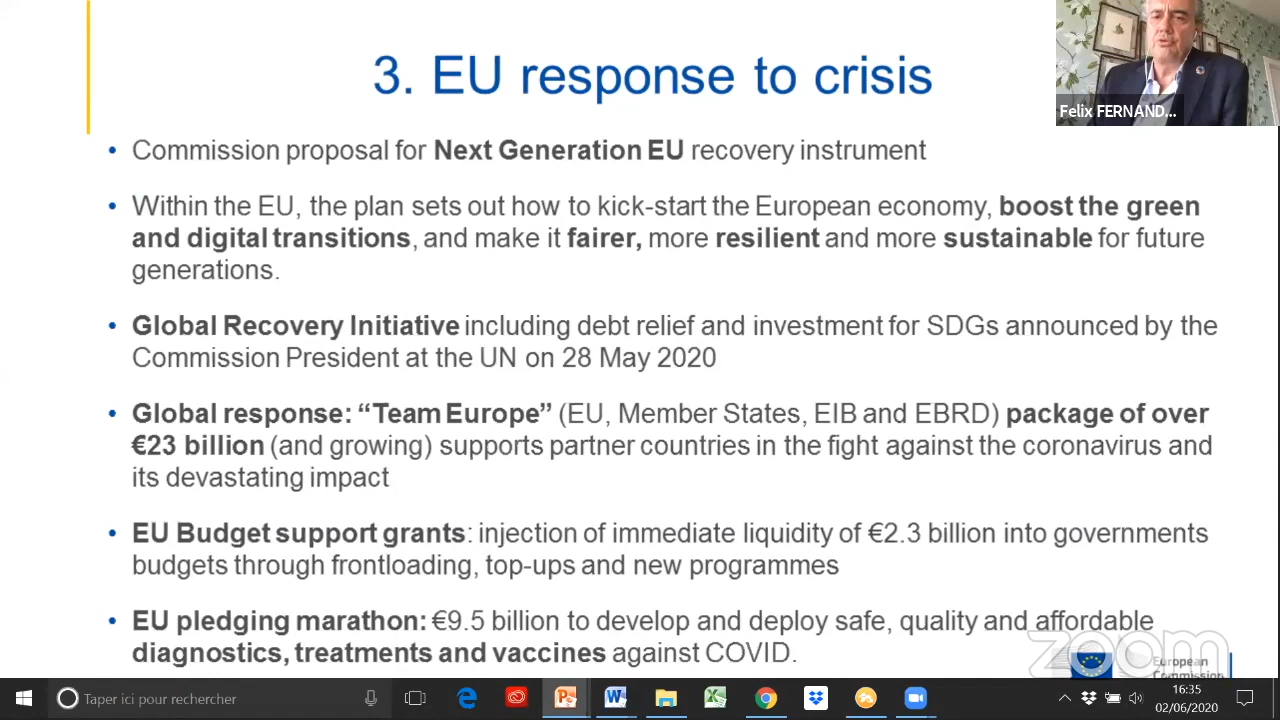 3. EU response to crisis
Felix FERNAND...
• Commission proposal for Next Generation EU recovery instrument
• Within the EU, the plan sets out how to kick-start the European economy, boost the green
and digital transitions, and make it fairer, more resilient and more sustainable for future
generations.
• Global Recovery Initiative including debt relief and investment for SDGs announced by the
Commission President at the UN on 28 May 2020
• Global response: “Team Europe” (EU, Member States, EIB and EBRD) package of over
€23 billion (and growing) supports partner countries in the fight against the coronavirus and
its devastating impact
• EU Budget support grants: injection of immediate liquidity of €2.3 billion into governments
budgets through frontloading, top-ups and new programmes
• EU pledging marathon: €9.5 billion to develop and deploy safe, quality and affordable
diagnostics, treatments and vaccines against COVID.
zoom
European
Commission
Taper ici pour rechercher
16:35
02/06/2020